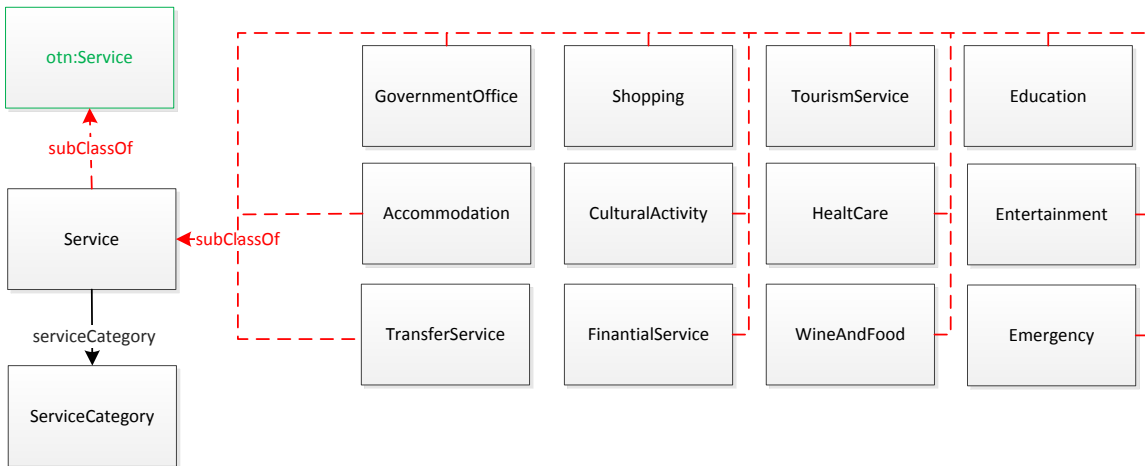 otn:Service
subClassOf
Service
serviceCategory
ServiceCategory
subClassOf
GovernmentOffice
Shopping
TourismService
Education
Accommodation
CulturalActivity
HealtCare
Entertainment
TransferService
FinantialService
WineAndFood
Emergency